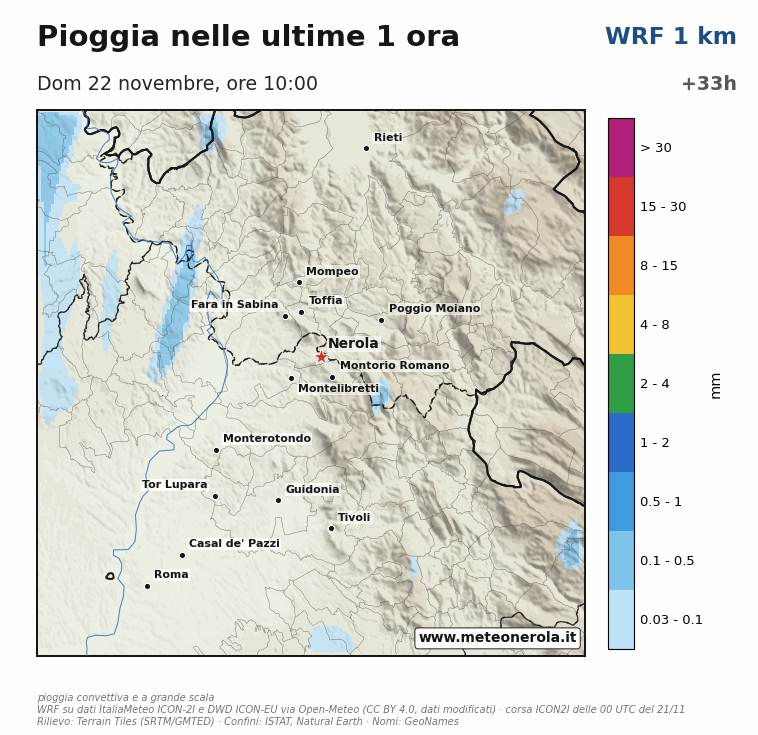 Pioggia nelle ultime 1 ora
WRF 1 km
Dom 22 novembre, ore 10:00
+33h
Rieti
Mompeo
Toffia
Fara in Sabina
Poggio Moiano
Nerola
Montorio Romano
Montelibretti
Monterotondo
Tor Lupara
Guidonia
Tivoli
Casal de' Pazzi
Roma
www.meteonerola.it
> 30
15 - 30
8 - 15
4 - 8
2 - 4
1 - 2
0.5 - 1
0.1 - 0.5
0.03 - 0.1
mm
pioggia convettiva e a grande scala
WRF su dati ItaliaMeteo ICON-2I e DWD ICON-EU via Open-Meteo (CC BY 4.0, dati modificati) · corsa ICON2I delle 00 UTC del 21/11
Rilievo: Terrain Tiles (SRTM/GMTED) · Confini: ISTAT, Natural Earth · Nomi: GeoNames